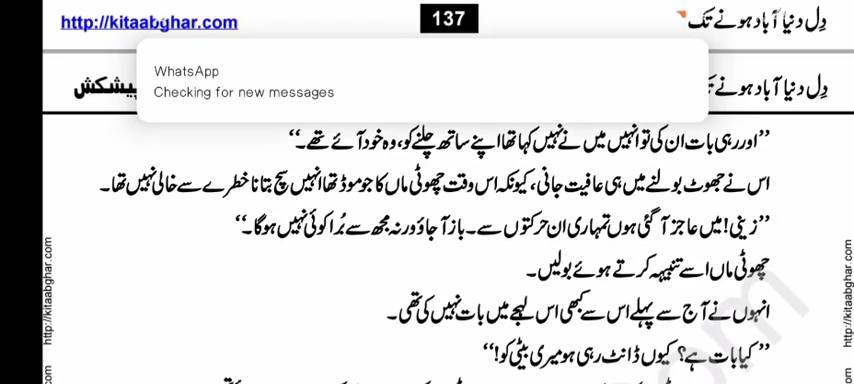 http://kitaabghar.com 137 دِل دنیا آباد ہونے تک
WhatsApp
Checking for new messages
دِل دنیا آباد ہونے پیشکش
”اور رہی بات ان کی تو انہیں میں نے نہیں کہا تھا اپنے ساتھ چلنے کو، وہ خود آئے تھے۔“
اس نے جھوٹ بولنے میں ہی عافیت جانی، کیونکہ اس وقت چھوٹی ماں کا جو موڈ تھا انہیں سچ بتانا خطرے سے خالی نہیں تھا۔
”زینی! میں عاجز آ گئی ہوں تمہاری ان حرکتوں سے۔ باز آ جاؤ ورنہ مجھ سے بُرا کوئی نہیں ہوگا۔“
چھوٹی ماں اسے تنبیہہ کرتے ہوئے بولیں۔
انہوں نے آج سے پہلے اس سے کبھی اس لہجے میں بات نہیں کی تھی۔
”کیا بات ہے؟ کیوں ڈانٹ رہی ہو میری بیٹی کو!“
http://kitaabghar.com
http://kitaabghar.com